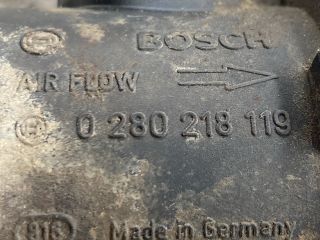 BOSCH
AIR FLOW
0 280 218 119
Made in Germany